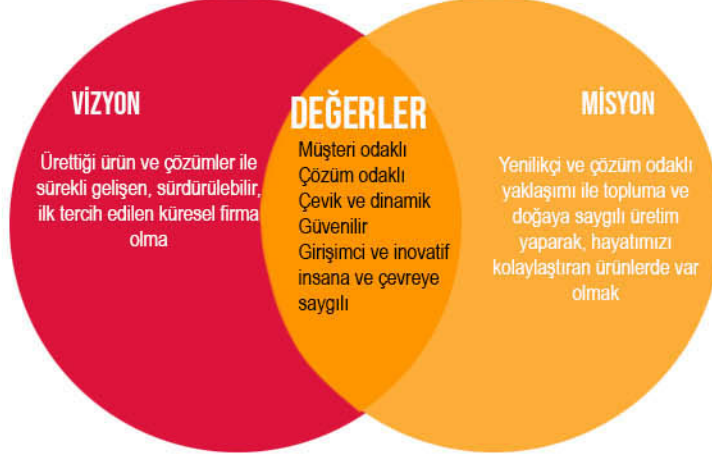 VİZYON
Ürettiği ürün ve çözümler ile
sürekli gelişen, sürdürülebilir,
ilk tercih edilen küresel firma
olma
DEĞERLER
Müşteri odaklı
Çözüm odaklı
Çevik ve dinamik
Güvenilir
Girişimci ve inovatif
insana ve çevreye
saygılı
MİSYON
Yenilikçi ve çözüm odaklı
yaklaşımı ile topluma ve
doğaya saygılı üretim
yaparak, hayatımızı
kolaylaştıran ürünlerde var
olmak